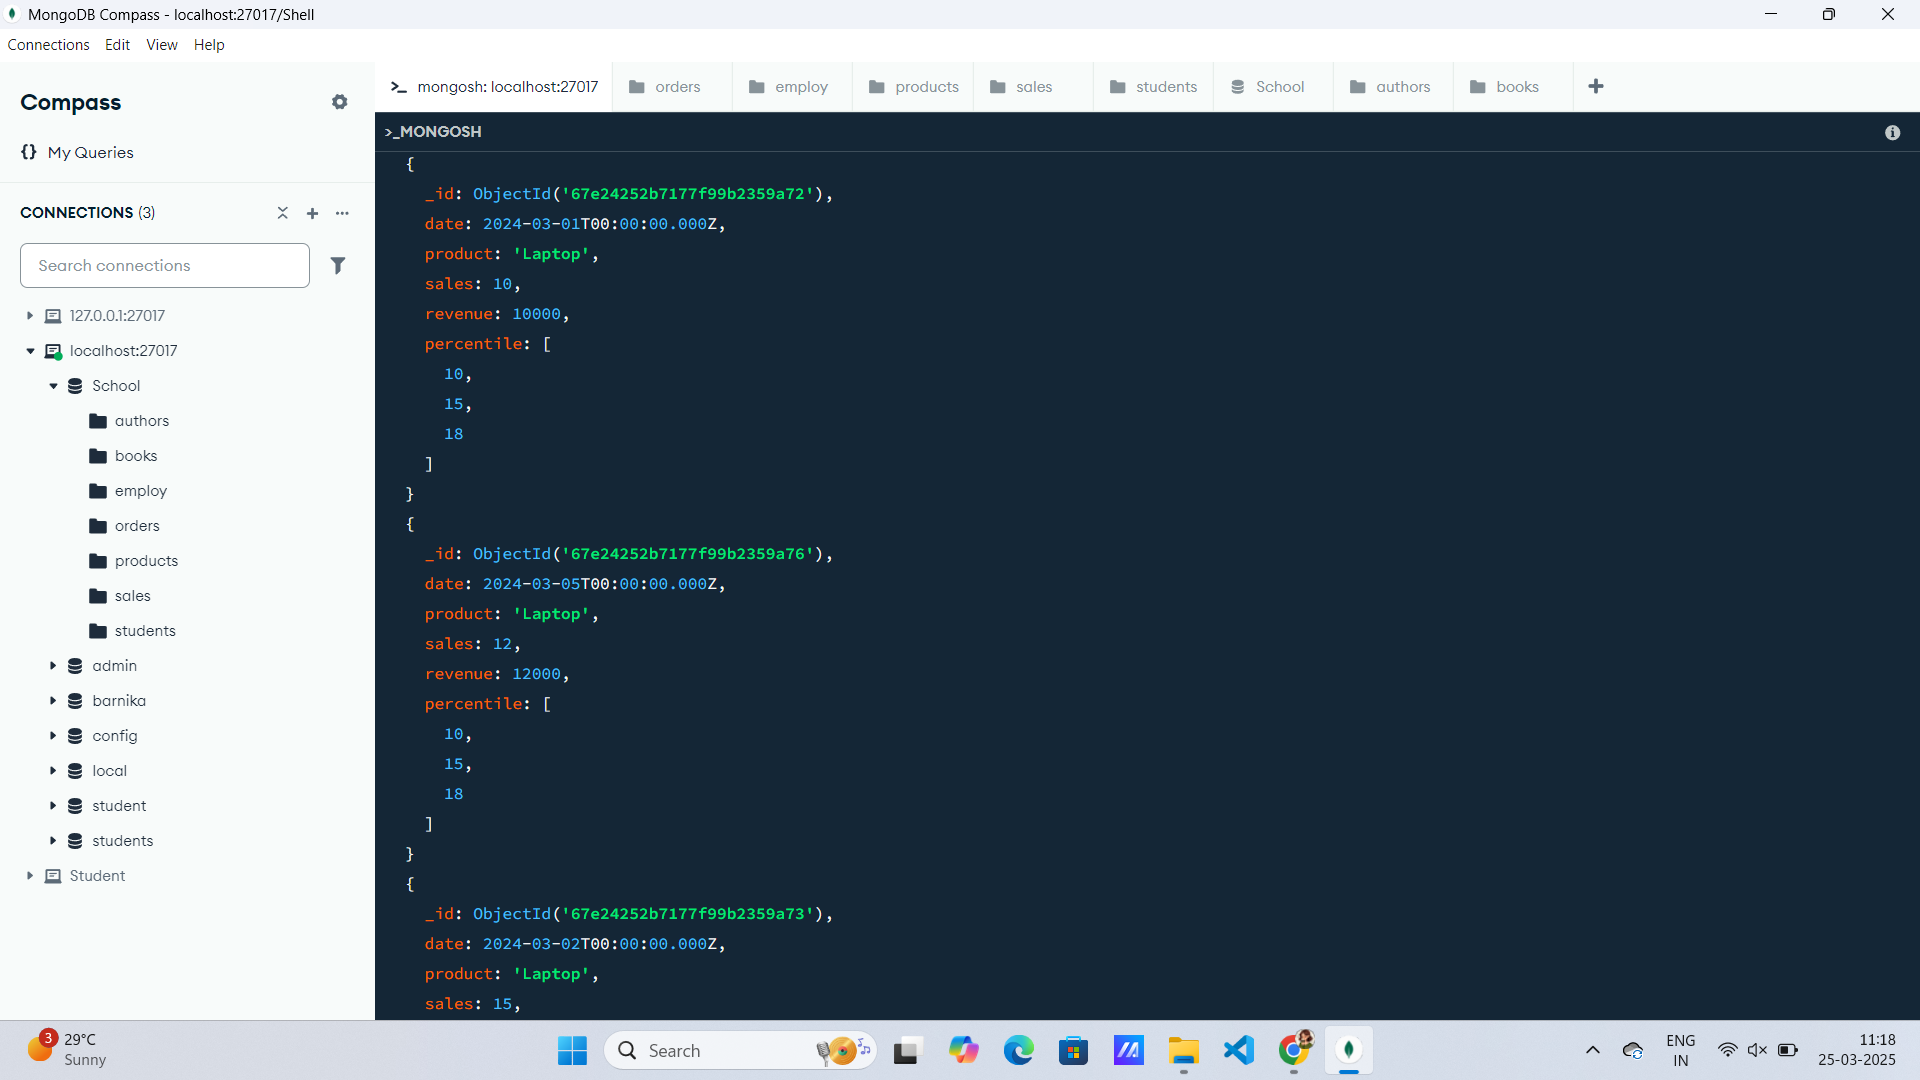 MongoDB Compass - localhost:27017/Shell
Connections Edit View Help
Compass
My Queries
CONNECTIONS (3)
Search connections
127.0.0.1:27017
localhost:27017
School
authors
books
employ
orders
products
sales
students
admin
barnika
config
local
student
students
Student
mongosh: localhost:27017 orders employ products sales students School authors books
>_MONGOSH
{
_id: ObjectId('67e24252b7177f99b2359a72'),
date: 2024-03-01T00:00:00.000Z,
product: 'Laptop',
sales: 10,
revenue: 10000,
percentile: [
10,
15,
18
]
}
{
_id: ObjectId('67e24252b7177f99b2359a76'),
date: 2024-03-05T00:00:00.000Z,
product: 'Laptop',
sales: 12,
revenue: 12000,
percentile: [
10,
15,
18
]
}
{
_id: ObjectId('67e24252b7177f99b2359a73'),
date: 2024-03-02T00:00:00.000Z,
product: 'Laptop',
sales: 15,
3
29°C
Sunny
Search
ENG
IN
11:18
25-03-2025